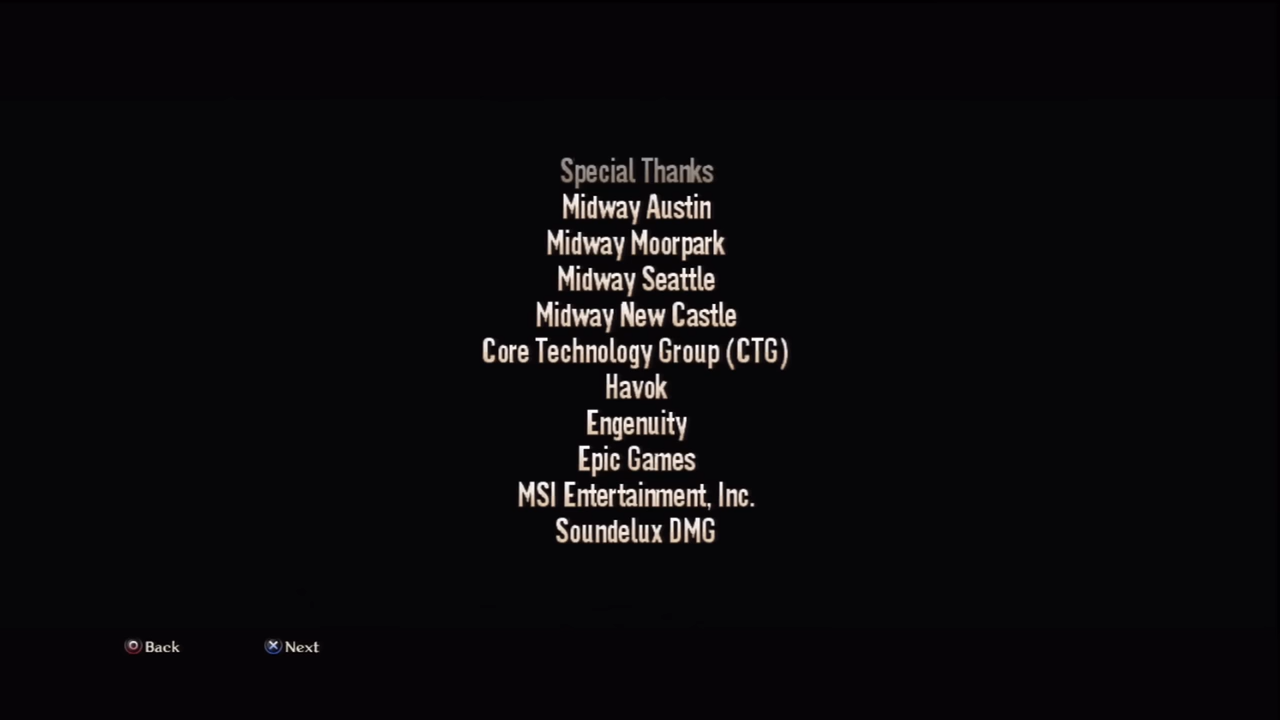 Special Thanks
Midway Austin
Midway Moorpark
Midway Seattle
Midway New Castle
Core Technology Group (CTG)
Havok
Engenuity
Epic Games
MSI Entertainment, Inc.
Soundelux DMG
Back Next